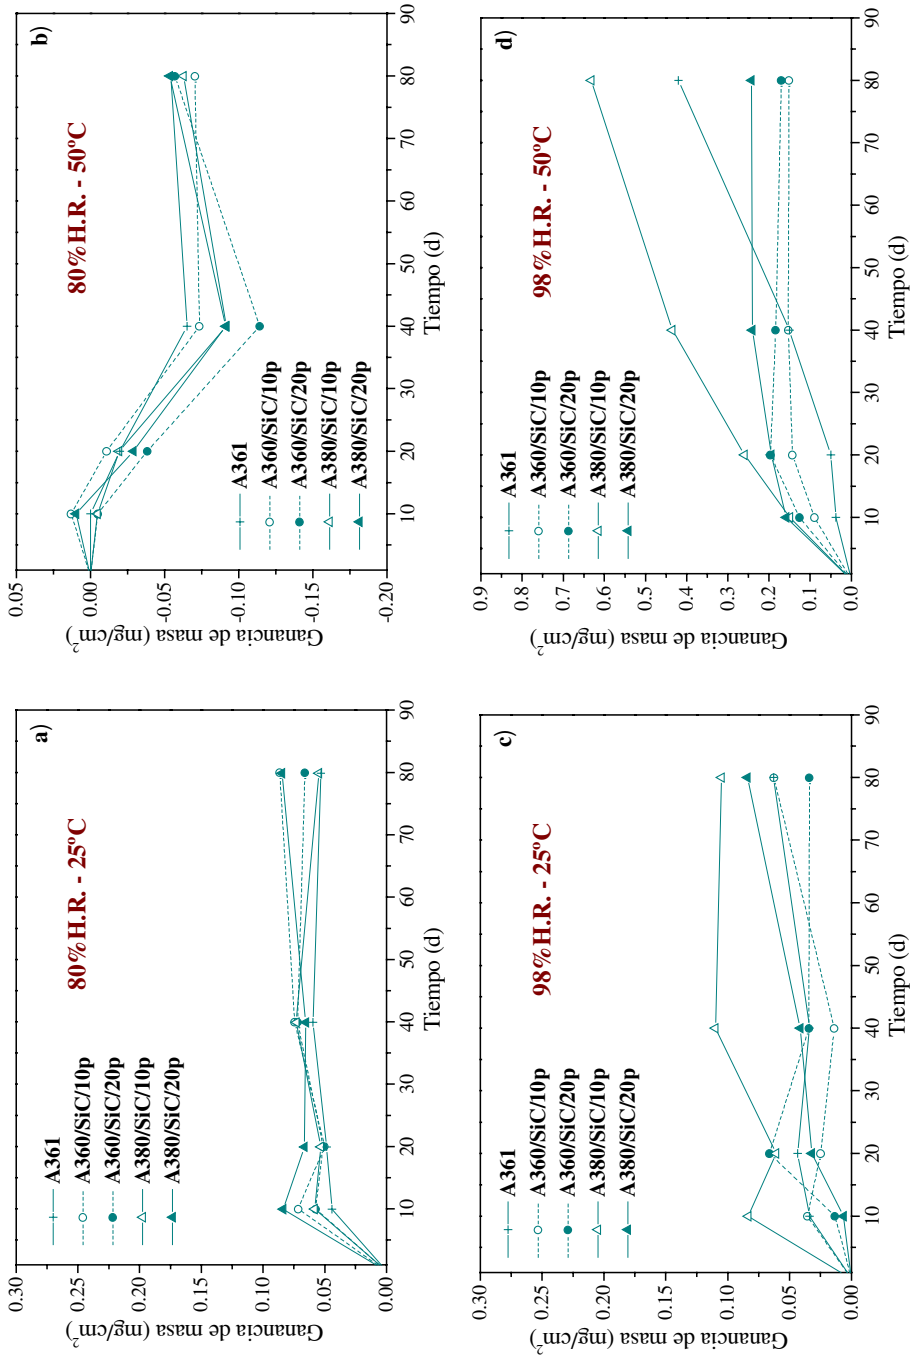 a)
80%H.R. - 25ºC
A361
A360/SiC/10p
A360/SiC/20p
A380/SiC/10p
A380/SiC/20p
Ganancia de masa (mg/cm²)
0.30
0.25
0.20
0.15
0.10
0.05
0.00
10 20 30 40 50 60 70 80 90
Tiempo (d)
b)
80%H.R. - 50ºC
A361
A360/SiC/10p
A360/SiC/20p
A380/SiC/10p
A380/SiC/20p
Ganancia de masa (mg/cm²)
0.05
0.00
-0.05
-0.10
-0.15
-0.20
10 20 30 40 50 60 70 80 90
Tiempo (d)
c)
98%H.R. - 25ºC
A361
A360/SiC/10p
A360/SiC/20p
A380/SiC/10p
A380/SiC/20p
Ganancia de masa (mg/cm²)
0.30
0.25
0.20
0.15
0.10
0.05
0.00
10 20 30 40 50 60 70 80 90
Tiempo (d)
d)
98%H.R. - 50ºC
A361
A360/SiC/10p
A360/SiC/20p
A380/SiC/10p
A380/SiC/20p
Ganancia de masa (mg/cm²)
0.9
0.8
0.7
0.6
0.5
0.4
0.3
0.2
0.1
0.0
10 20 30 40 50 60 70 80 90
Tiempo (d)